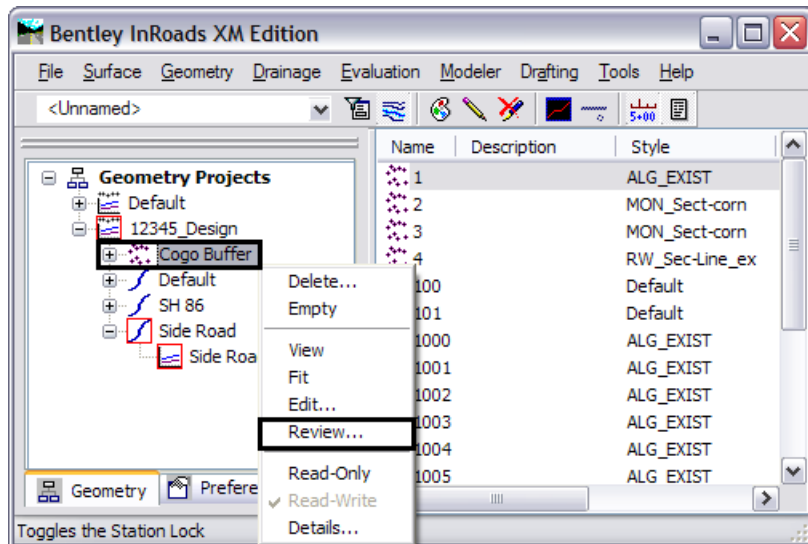 Bentley InRoads XM Edition
File Surface Geometry Drainage Evaluation Modeler Drafting Tools Help
<Unnamed>
5+00
Name Description Style
Geometry Projects
Default
12345_Design
Cogo Buffer
Default
SH 86
Side Road
Side Roa
1 ALG_EXIST
2 MON_Sect-corn
3 MON_Sect-corn
4 RW_Sec-Line_ex
100 Default
101 Default
1000 ALG_EXIST
1001 ALG_EXIST
1002 ALG_EXIST
1003 ALG_EXIST
1004 ALG_EXIST
1005 ALG_EXIST
Delete...
Empty
View
Fit
Edit...
Review...
Read-Only
Read-Write
Details...
Geometry Prefere
Toggles the Station Lock